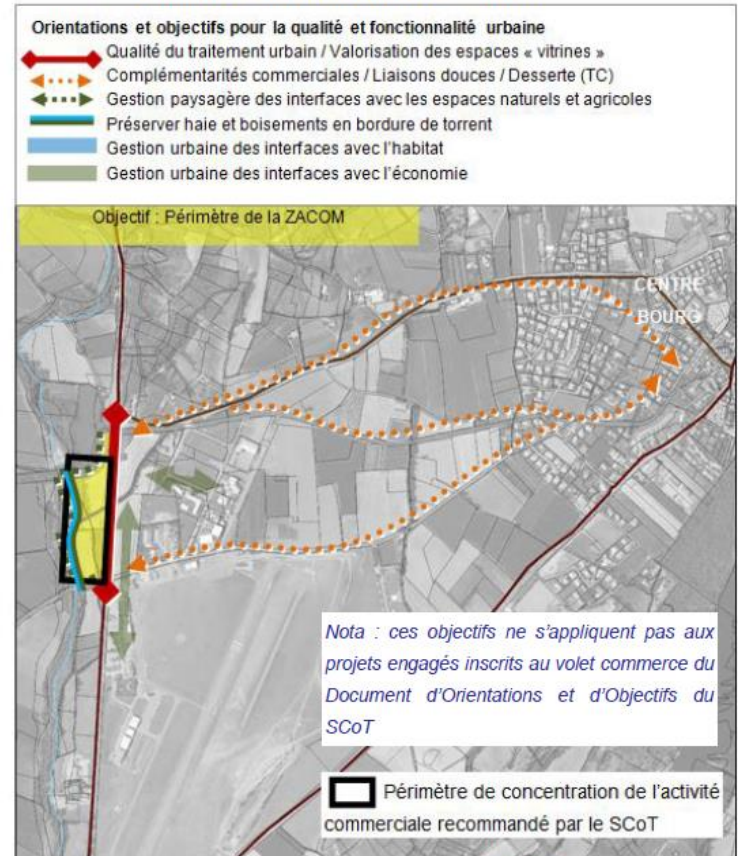 Orientations et objectifs pour la qualité et fonctionnalité urbaine
Qualité du traitement urbain / Valorisation des espaces « vitrines »
Complémentarités commerciales / Liaisons douces / Desserte (TC)
Gestion paysagère des interfaces avec les espaces naturels et agricoles
Préserver haie et boisements en bordure de torrent
Gestion urbaine des interfaces avec l'habitat
Gestion urbaine des interfaces avec l'économie
Objectif : Périmètre de la ZACOM
CENTRE
BOURG
Nota : ces objectifs ne s'appliquent pas aux
projets engagés inscrits au volet commerce du
Document d'Orientations et d'Objectifs du
SCoT
Périmètre de concentration de l'activité
commerciale recommandé par le SCoT